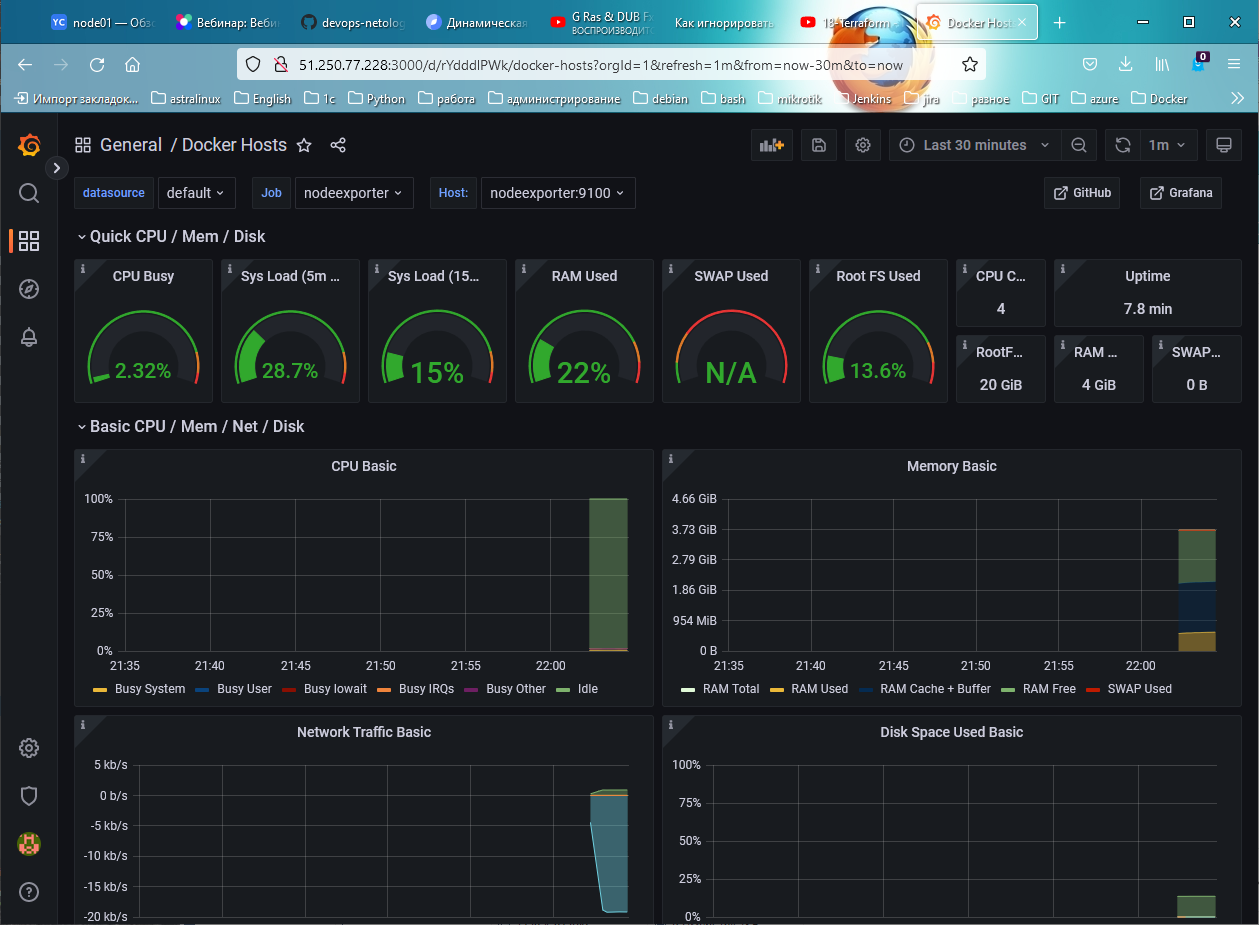 node01 — Обз
Вебинар: Веби
devops-netolog
Динамическая
G Ras & DUB Fx
ВОСПРОИЗВОДИТС
Как игнорировать
18-Terraform
Docker Hosts
51.250.77.228:3000/d/rYdddlPWk/docker-hosts?orgId=1&refresh=1m&from=now-30m&to=now
0
Импорт закладок...
astralinux
English
1c
Python
работа
администрирование
debian
bash
mikrotik
Jenkins
jira
разное
GIT
azure
Docker
General / Docker Hosts
Last 30 minutes
1m
datasource
default
Job
nodeexporter
Host:
nodeexporter:9100
GitHub
Grafana
Quick CPU / Mem / Disk
CPU Busy
2.32%
Sys Load (5m ...
28.7%
Sys Load (15...
15%
RAM Used
22%
SWAP Used
N/A
Root FS Used
13.6%
CPU C...
4
Uptime
7.8 min
RootF...
20 GiB
RAM ...
4 GiB
SWAP...
0 B
Basic CPU / Mem / Net / Disk
CPU Basic
100%
75%
50%
25%
0%
21:35
21:40
21:45
21:50
21:55
22:00
Busy System
Busy User
Busy Iowait
Busy IRQs
Busy Other
Idle
Memory Basic
4.66 GiB
3.73 GiB
2.79 GiB
1.86 GiB
954 MiB
0 B
21:35
21:40
21:45
21:50
21:55
22:00
RAM Total
RAM Used
RAM Cache + Buffer
RAM Free
SWAP Used
Network Traffic Basic
5 kb/s
0 b/s
-5 kb/s
-10 kb/s
-15 kb/s
-20 kb/s
Disk Space Used Basic
100%
75%
50%
25%
0%